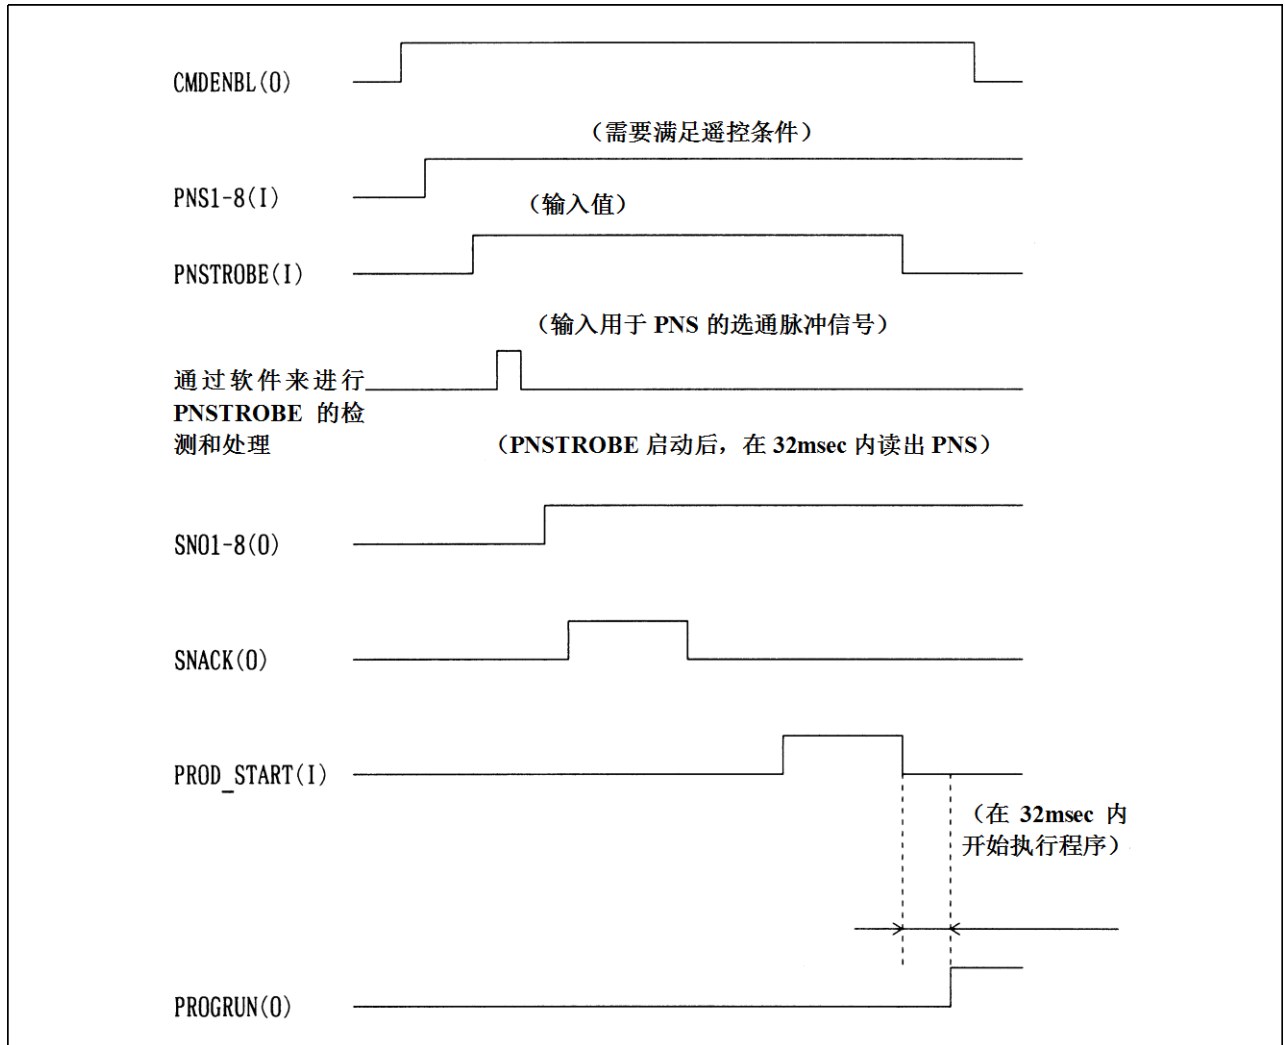 CMDENBL(O)
（需要满足遥控条件）
PNS1-8(I)
（输入值）
PNSTROBE(I)
（输入用于 PNS 的选通脉冲信号）
通过软件来进行
PNSTROBE 的检
测和处理
（PNSTROBE 启动后，在 32msec 内读出 PNS）
SNO1-8(O)
SNACK(O)
PROD_START(I)
（在 32msec 内
开始执行程序）
PROGRUN(O)